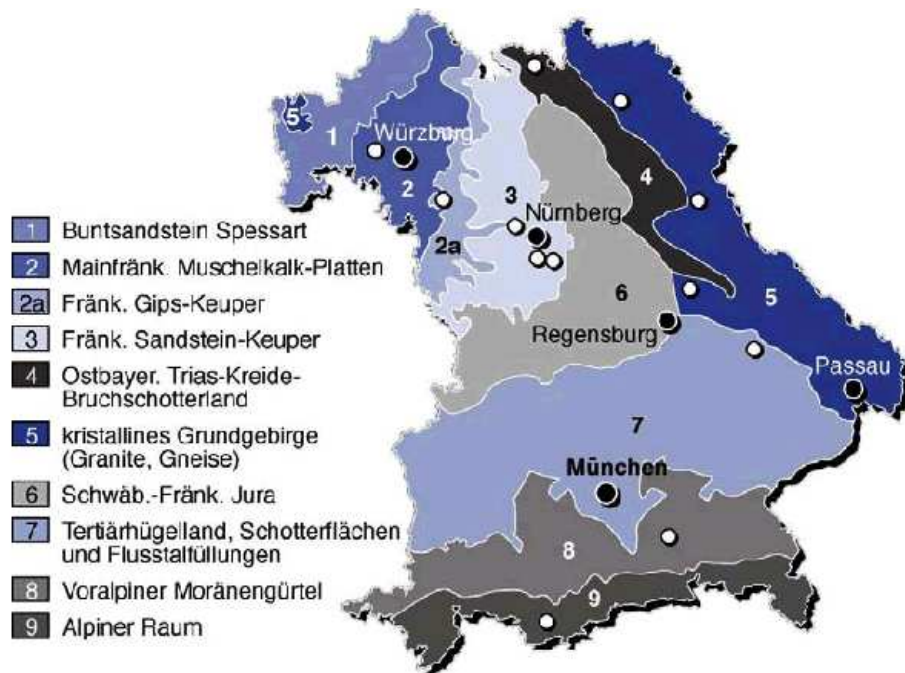 5
1
Würzburg
2
3
4
Nürnberg
2a
6
5
Regensburg
Passau
7
München
8
9
1 Buntsandstein Spessart
2 Mainfränk. Muschelkalk-Platten
2a Fränk. Gips-Keuper
3 Fränk. Sandstein-Keuper
4 Ostbayer. Trias-Kreide-
Bruchschotterland
5 kristallines Grundgebirge
(Granite, Gneise)
6 Schwäb.-Fränk. Jura
7 Tertiärhügelland, Schotterflächen
und Flusstalfüllungen
8 Voralpiner Moränengürtel
9 Alpiner Raum